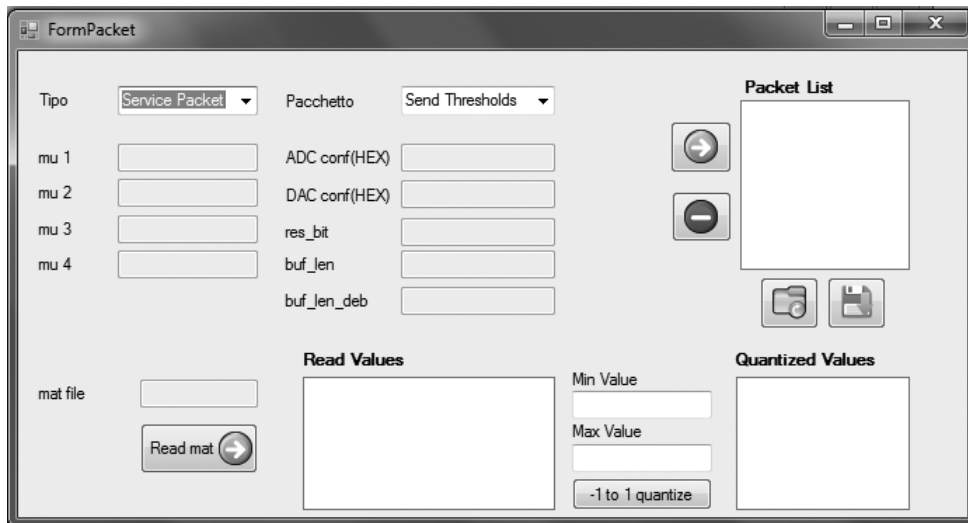 FormPacket
Tipo Service Packet Pacchetto Send Thresholds Packet List
mu 1 ADC conf(HEX)
mu 2 DAC conf(HEX)
mu 3 res_bit
mu 4 buf_len
buf_len_deb
Read Values Quantized Values
mat file Min Value
Max Value
Read mat
-1 to 1 quantize